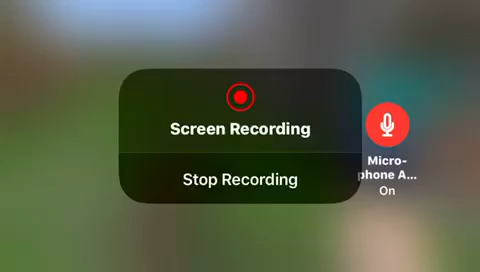 Screen Recording
Stop Recording
Micro-
phone A...
On